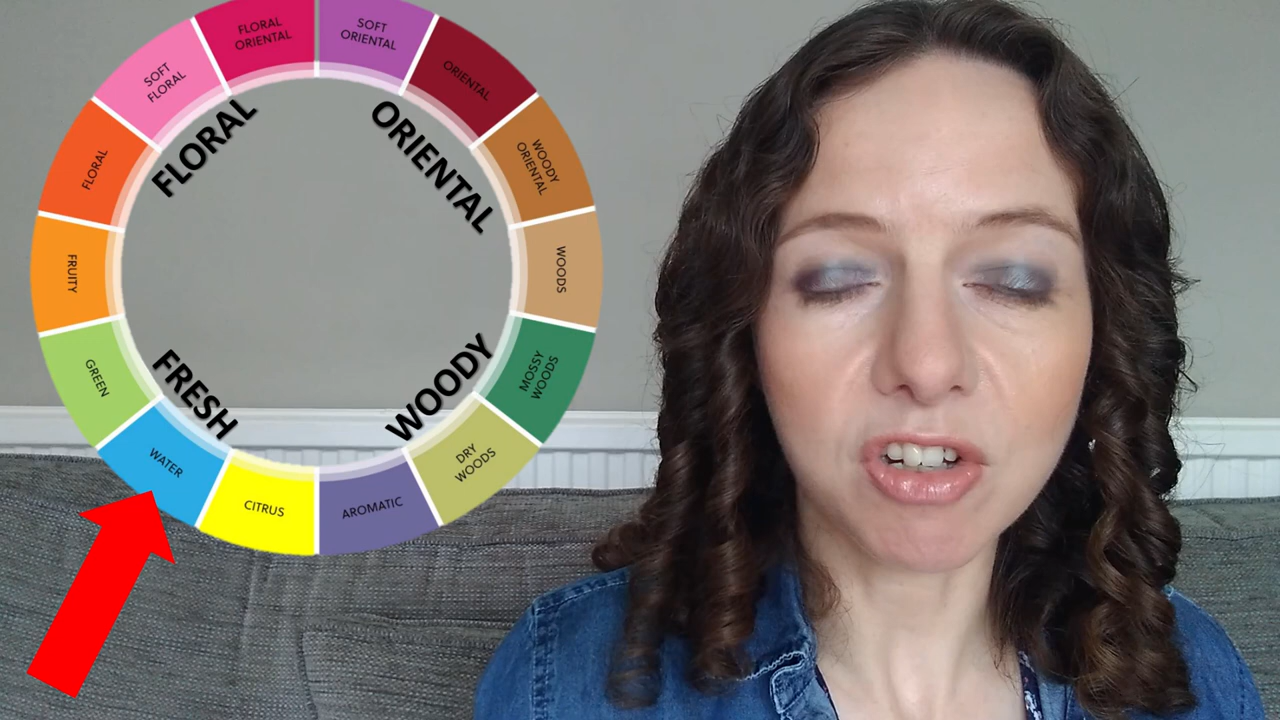 FLORAL
ORIENTAL
SOFT
ORIENTAL
ORIENTAL
WOODY
ORIENTAL
WOODS
MOSSY
WOODS
DRY
WOODS
AROMATIC
CITRUS
WATER
GREEN
FRUITY
FLORAL
SOFT
FLORAL
FLORAL
ORIENTAL
WOODY
FRESH